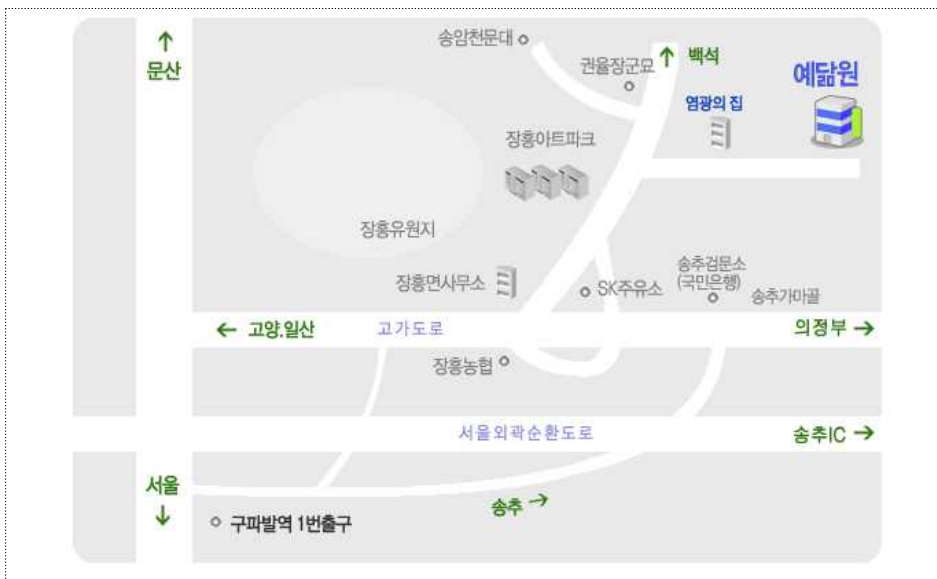 송암천문대
↑
문산
권율장군묘
↑ 백석
예닮원
영광의 집
장흥아트파크
장흥유원지
장흥면사무소
SK주유소
송추검문소
(국민은행)
송추가마골
← 고양.일산
고가도로
의정부 →
장흥농협
서울외곽순환도로
송추IC →
서울
↓
송추 →
구파발역 1번출구